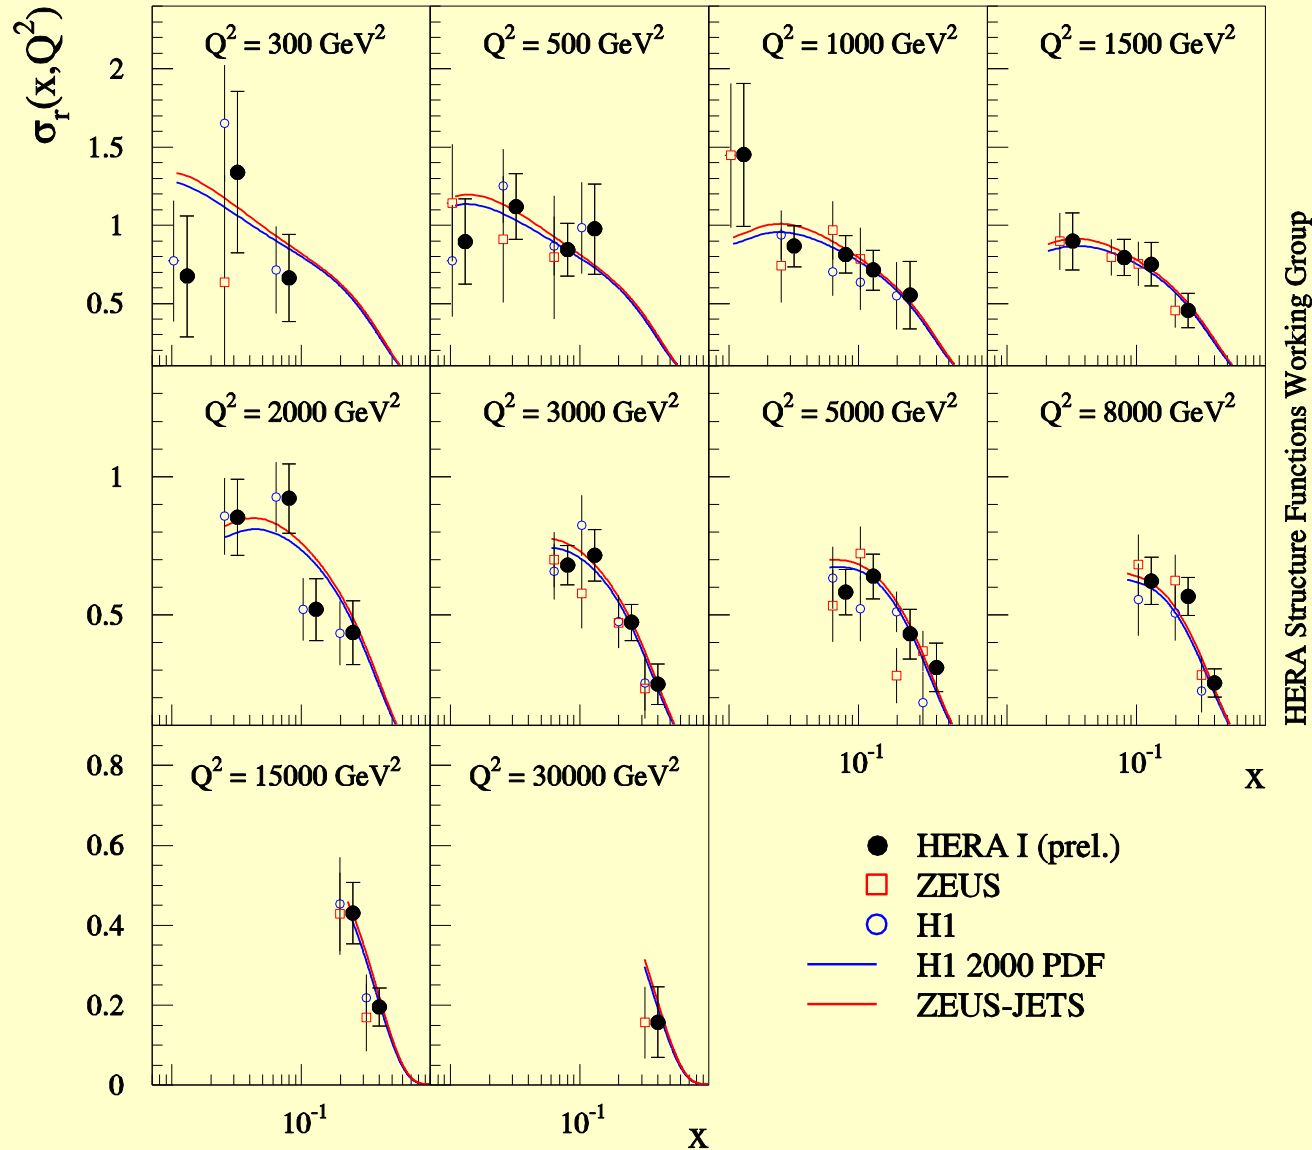 σr(x,Q²)
Q² = 300 GeV²
Q² = 500 GeV²
Q² = 1000 GeV²
Q² = 1500 GeV²
2
1.5
1
0.5
Q² = 2000 GeV²
Q² = 3000 GeV²
Q² = 5000 GeV²
Q² = 8000 GeV²
1
0.5
10⁻¹
10⁻¹
x
Q² = 15000 GeV²
Q² = 30000 GeV²
0.8
0.6
0.4
0.2
0
10⁻¹
10⁻¹
x
HERA I (prel.)
ZEUS
H1
H1 2000 PDF
ZEUS-JETS
HERA Structure Functions Working Group